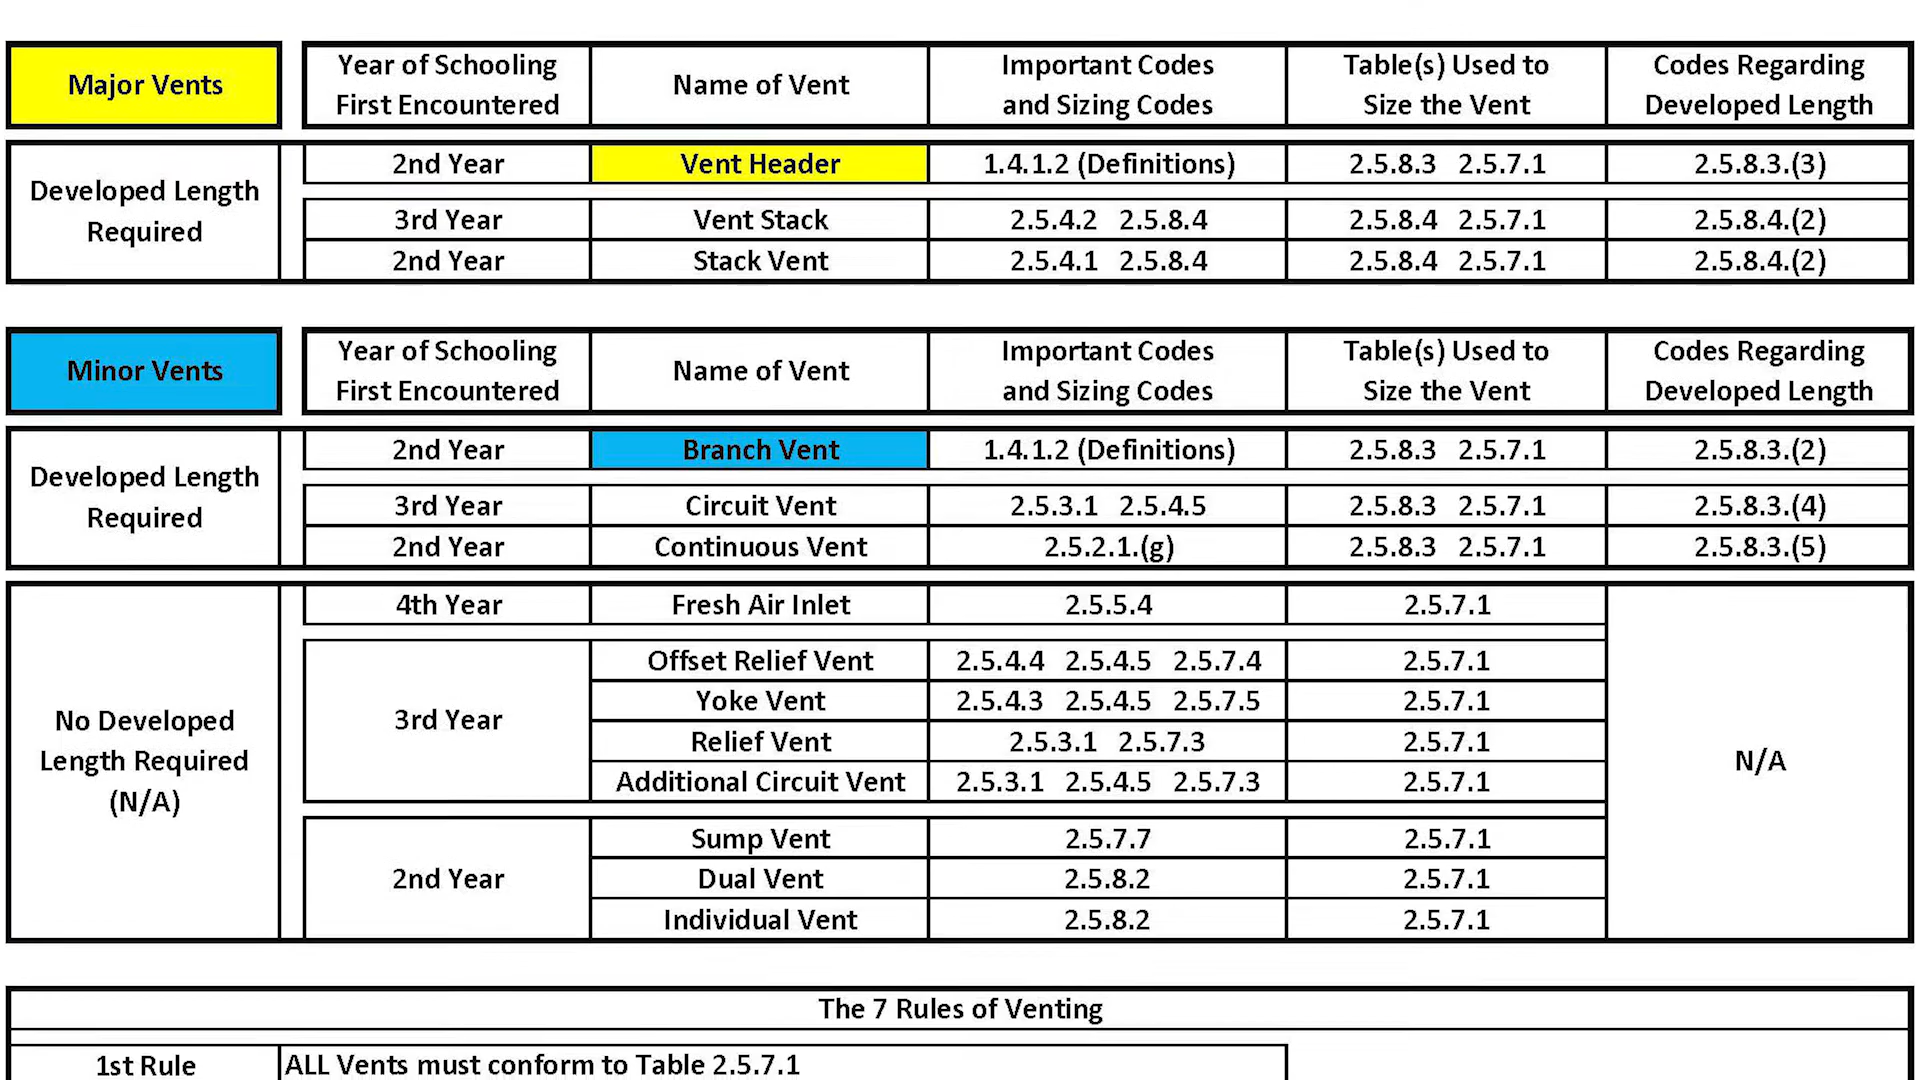 Major Vents
Year of Schooling
First Encountered
Name of Vent
Important Codes
and Sizing Codes
Table(s) Used to
Size the Vent
Codes Regarding
Developed Length
Developed Length
Required
2nd Year
Vent Header
1.4.1.2 (Definitions)
2.5.8.3 2.5.7.1
2.5.8.3.(3)
3rd Year
Vent Stack
2.5.4.2 2.5.8.4
2.5.8.4 2.5.7.1
2.5.8.4.(2)
2nd Year
Stack Vent
2.5.4.1 2.5.8.4
2.5.8.4 2.5.7.1
2.5.8.4.(2)
Minor Vents
Year of Schooling
First Encountered
Name of Vent
Important Codes
and Sizing Codes
Table(s) Used to
Size the Vent
Codes Regarding
Developed Length
Developed Length
Required
2nd Year
Branch Vent
1.4.1.2 (Definitions)
2.5.8.3 2.5.7.1
2.5.8.3.(2)
3rd Year
Circuit Vent
2.5.3.1 2.5.4.5
2.5.8.3 2.5.7.1
2.5.8.3.(4)
2nd Year
Continuous Vent
2.5.2.1.(g)
2.5.8.3 2.5.7.1
2.5.8.3.(5)
No Developed
Length Required
(N/A)
4th Year
Fresh Air Inlet
2.5.5.4
2.5.7.1
3rd Year
Offset Relief Vent
2.5.4.4 2.5.4.5 2.5.7.4
2.5.7.1
Yoke Vent
2.5.4.3 2.5.4.5 2.5.7.5
2.5.7.1
Relief Vent
2.5.3.1 2.5.7.3
2.5.7.1
Additional Circuit Vent
2.5.3.1 2.5.4.5 2.5.7.3
2.5.7.1
N/A
2nd Year
Sump Vent
2.5.7.7
2.5.7.1
Dual Vent
2.5.8.2
2.5.7.1
Individual Vent
2.5.8.2
2.5.7.1
The 7 Rules of Venting
1st Rule
ALL Vents must conform to Table 2.5.7.1